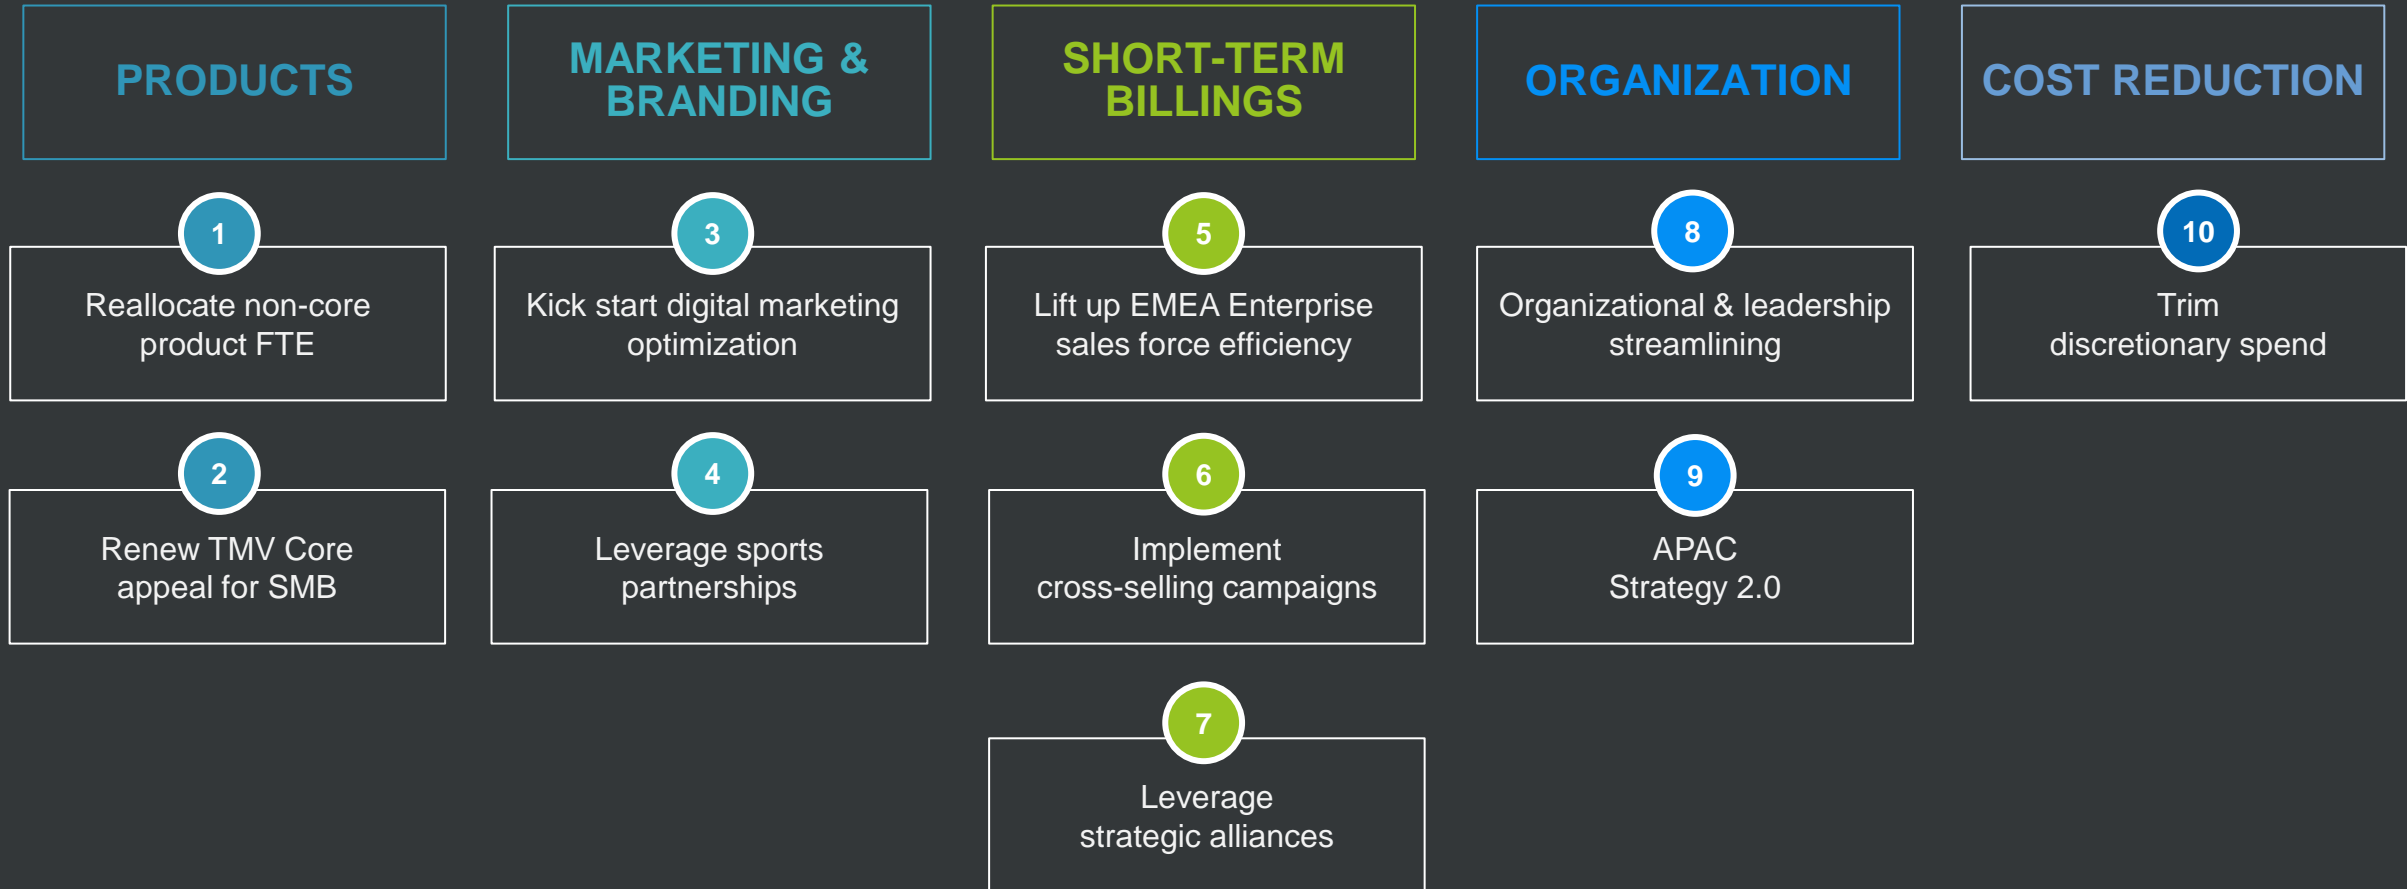 PRODUCTS
MARKETING &
BRANDING
SHORT-TERM
BILLINGS
ORGANIZATION
COST REDUCTION
1
Reallocate non-core
product FTE
2
Renew TMV Core
appeal for SMB
3
Kick start digital marketing
optimization
4
Leverage sports
partnerships
5
Lift up EMEA Enterprise
sales force efficiency
6
Implement
cross-selling campaigns
7
Leverage
strategic alliances
8
Organizational & leadership
streamlining
9
APAC
Strategy 2.0
10
Trim
discretionary spend